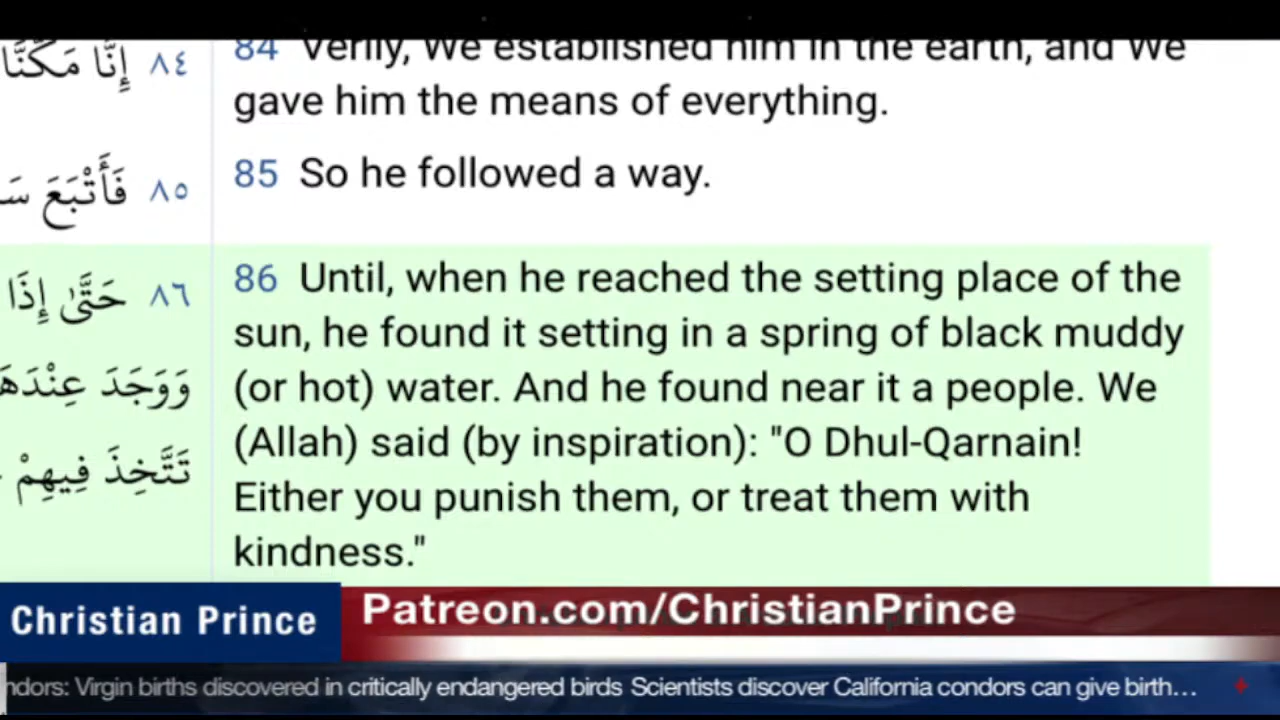 إِنَّا مَكَّنَّا ٨٤
84 Verily, We established him in the earth, and We
gave him the means of everything.
فَأَتْبَعَ ٨٥
85 So he followed a way.
حَتَّىٰ إِذَا ٨٦
وَوَجَدَ عِنْدَهَ
تَتَّخِذَ فِيهِمْ
86 Until, when he reached the setting place of the
sun, he found it setting in a spring of black muddy
(or hot) water. And he found near it a people. We
(Allah) said (by inspiration): "O Dhul-Qarnain!
Either you punish them, or treat them with
kindness."
Christian Prince
Patreon.com/ChristianPrince
ndors: Virgin births discovered in critically endangered birds Scientists discover California condors can give birth...